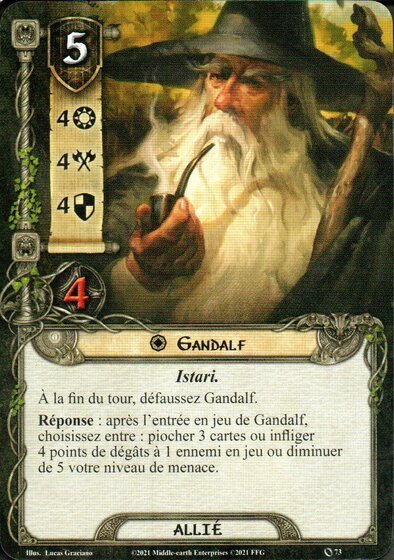 5
4
4
4
4
Gandalf
Istari.
À la fin du tour, défaussez Gandalf.
Réponse : après l'entrée en jeu de Gandalf,
choisissez entre : piocher 3 cartes ou infliger
4 points de dégâts à 1 ennemi en jeu ou diminuer
de 5 votre niveau de menace.
ALLIÉ
Illus. Lucas Graciano
©2021 Middle-earth Enterprises ©2021 FFG
73